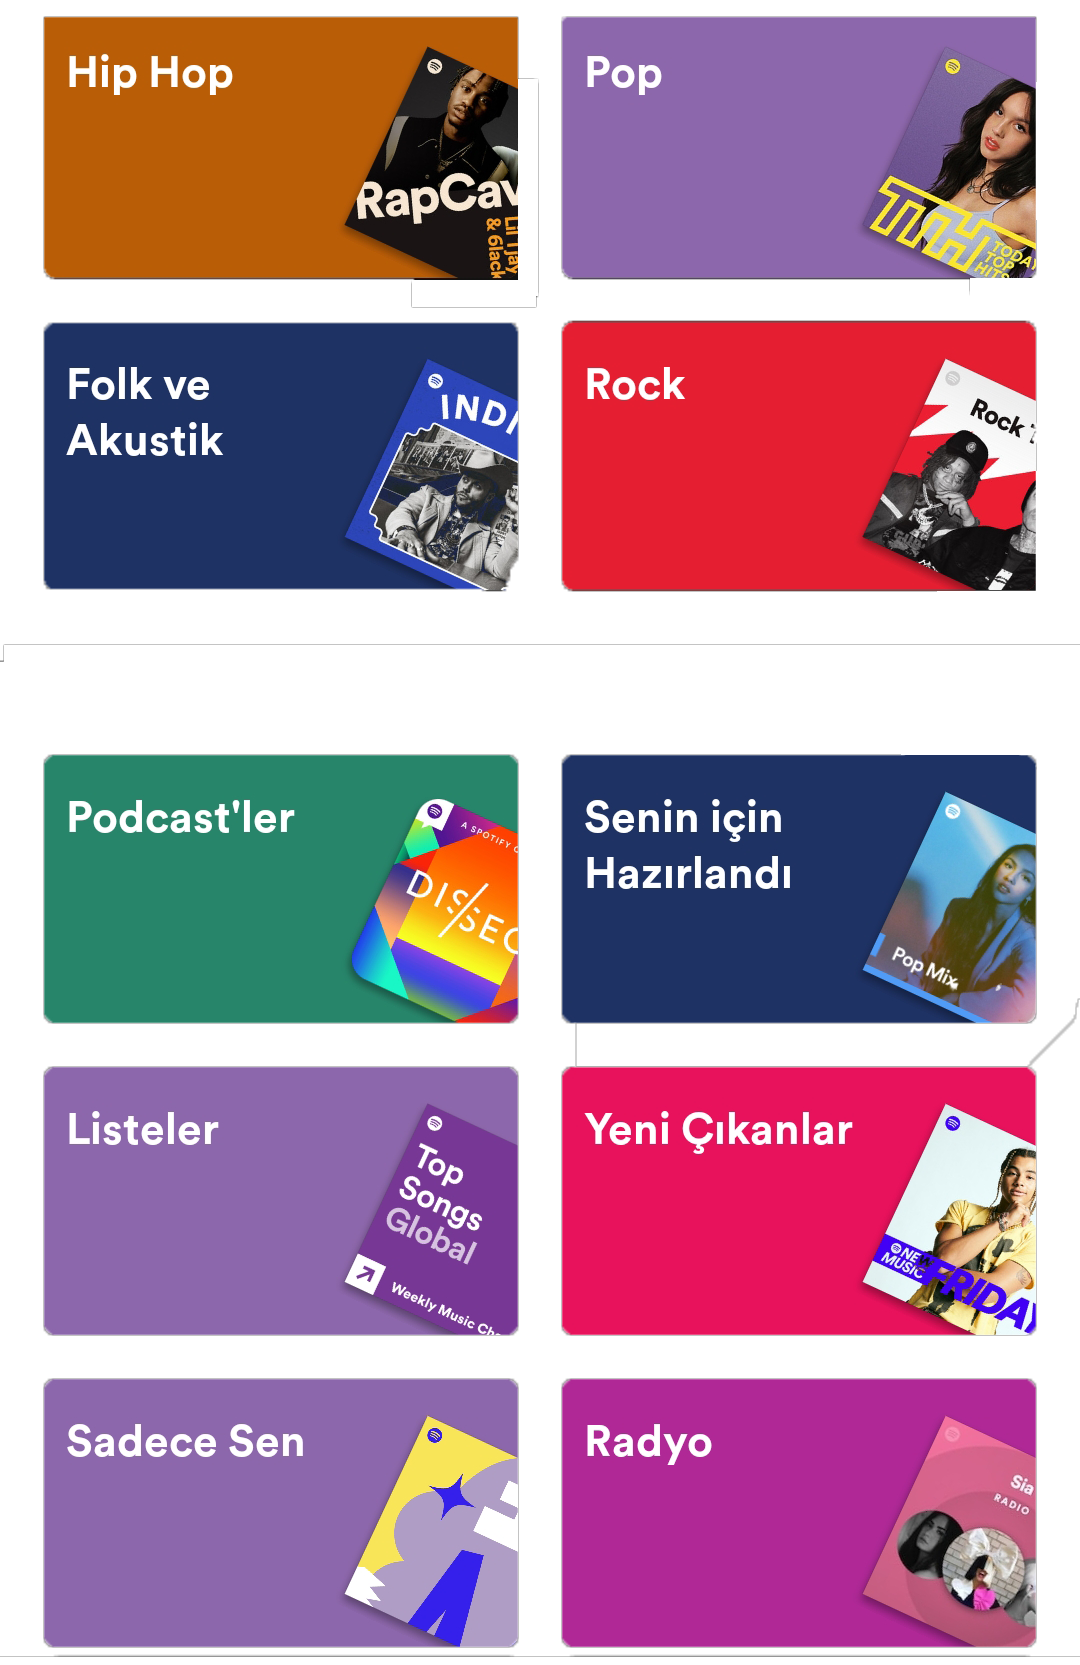 Hip Hop
RapCav
Lil Tjay
& 6lack
Pop
TTH
TODAY
TOP
HITS
Folk ve
Akustik
INDI
Rock
Rock T
Podcast'ler
A SPOTIFY
DISSEC
Senin için
Hazırlandı
Pop Mix
Listeler
Top
Songs
Global
Weekly Music Cha
Yeni Çıkanlar
NEW
MUSIC
FRIDAY
Sadece Sen
Radyo
Sia
RADIO